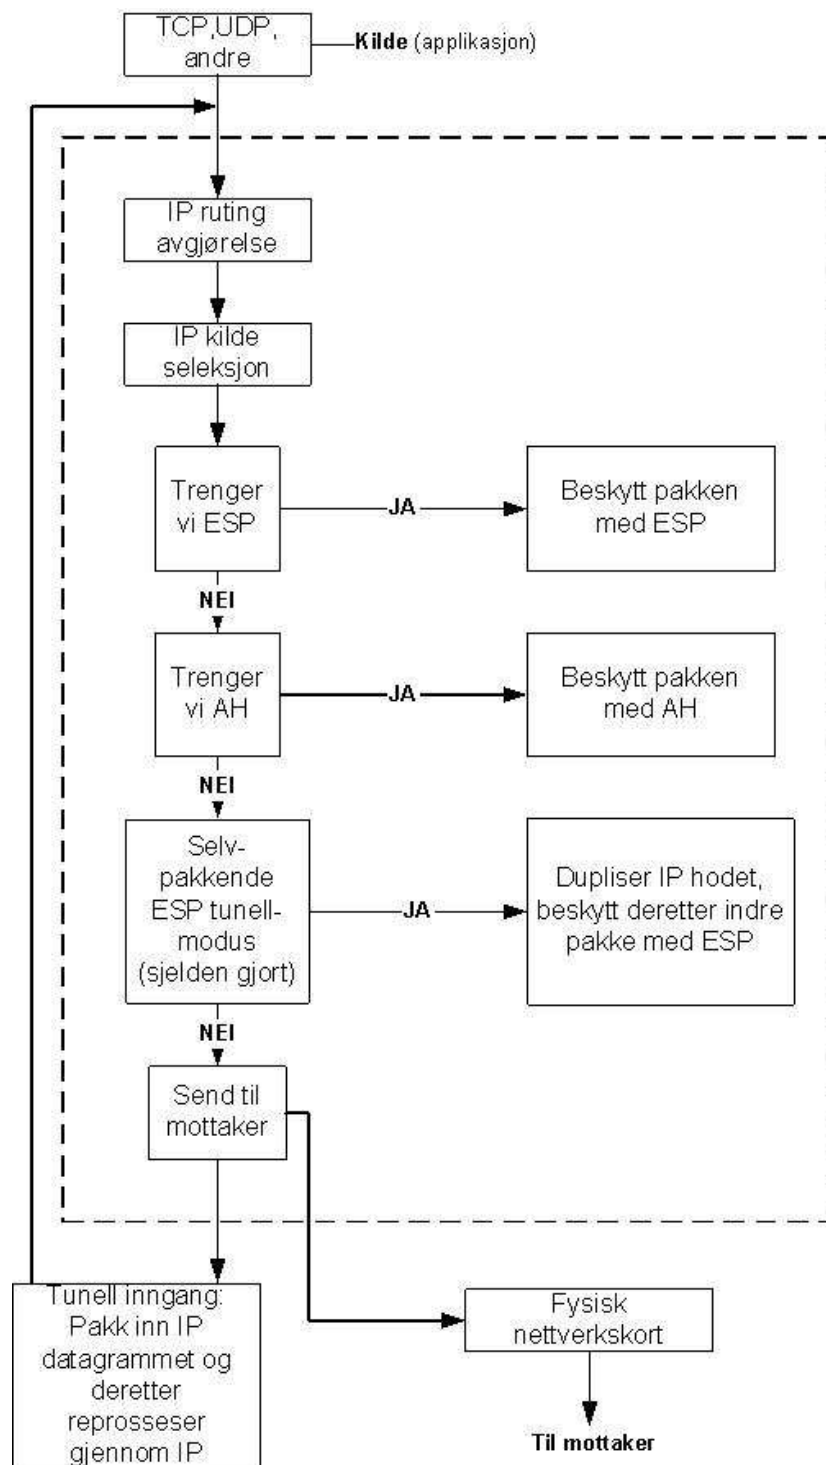 TCP,UDP,
andre
Kilde (applikasjon)
IP ruting
avgjørelse
IP kilde
seleksjon
Trenger
vi ESP
JA
Beskytt pakken
med ESP
NEI
Trenger
vi AH
JA
Beskytt pakken
med AH
NEI
Selv-
pakkende
ESP tunell-
modus
(sjelden gjort)
JA
Dupliser IP hodet,
beskytt deretter indre
pakke med ESP
NEI
Send til
mottaker
Tunell inngang:
Pakk inn IP
datagrammet og
deretter
reprosseser
gjennom IP
Fysisk
nettverkskort
Til mottaker